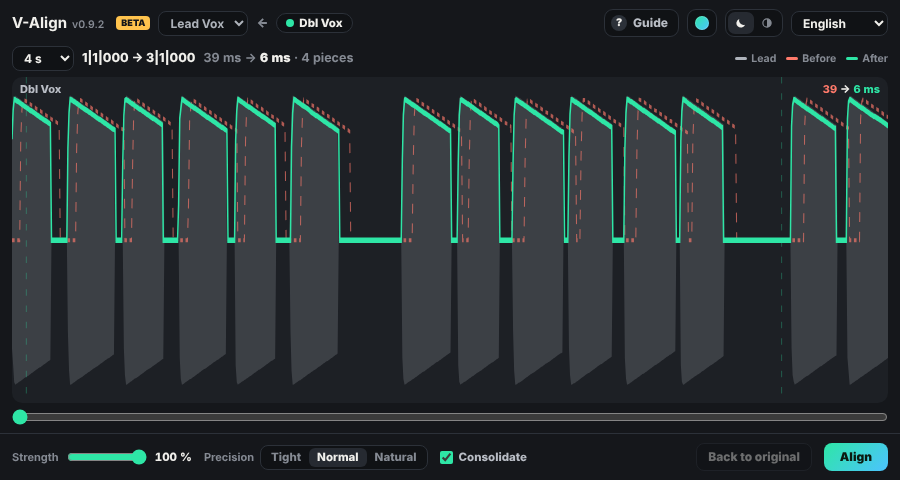 V-Align v0.9.2 BETA Lead Vox ← Dbl Vox ? Guide English
4 s 1|1|000 → 3|1|000 39 ms → 6 ms · 4 pieces Lead Before After
Dbl Vox 39 → 6 ms
Strength 100 % Precision Tight Normal Natural Consolidate Back to original Align